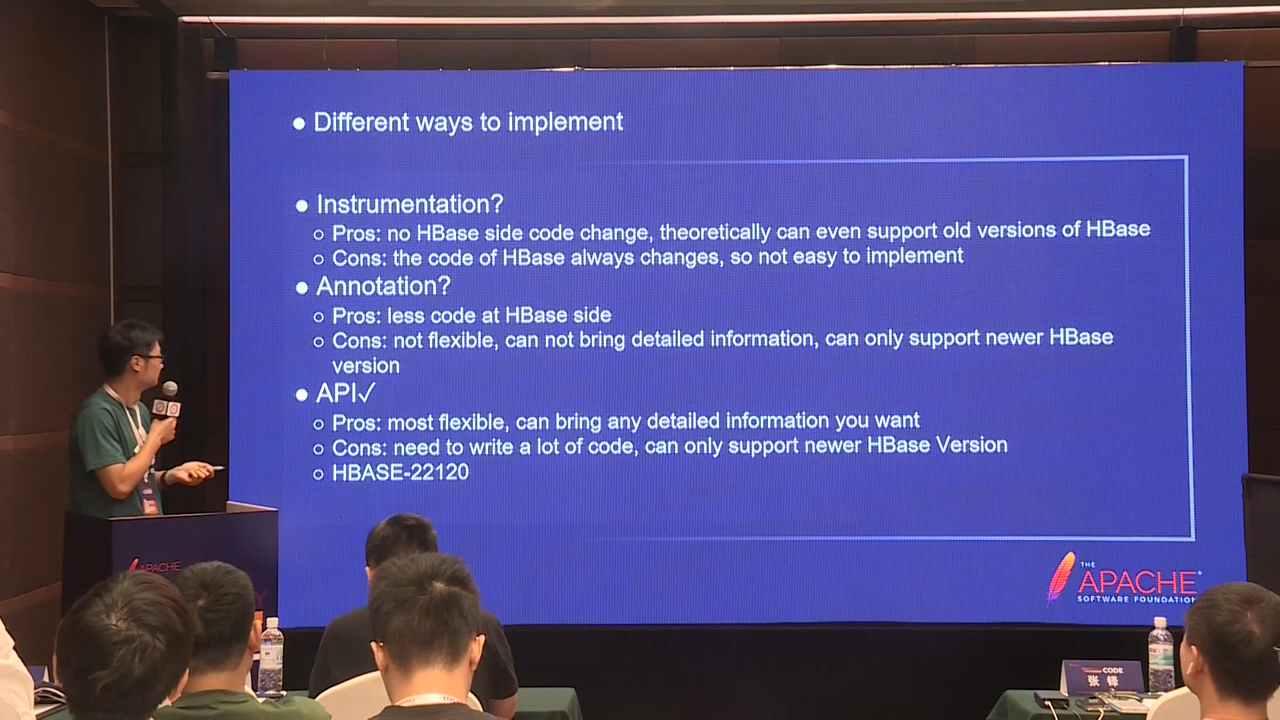 ● Different ways to implement
● Instrumentation?
○ Pros: no HBase side code change, theoretically can even support old versions of HBase
○ Cons: the code of HBase always changes, so not easy to implement
● Annotation?
○ Pros: less code at HBase side
○ Cons: not flexible, can not bring detailed information, can only support newer HBase
version
● API✓
○ Pros: most flexible, can bring any detailed information you want
○ Cons: need to write a lot of code, can only support newer HBase Version
○ HBASE-22120
THE
APACHE
SOFTWARE FOUNDATION
APACHE
CODE
张 铎